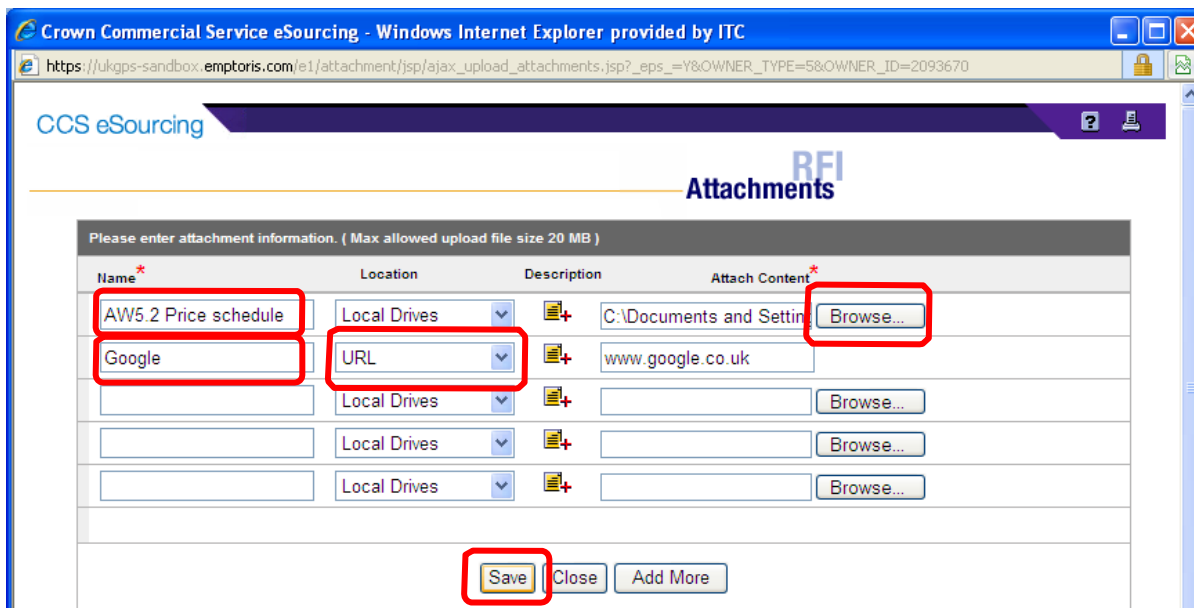 Crown Commercial Service eSourcing - Windows Internet Explorer provided by ITC
https://ukgps-sandbox.emptoris.com/e1/attachment/jsp/ajax_upload_attachments.jsp?_eps_=Y&OWNER_TYPE=5&OWNER_ID=2093670
CCS eSourcing
RFI
Attachments
Please enter attachment information. ( Max allowed upload file size 20 MB )
Name* Location Description Attach Content*
AW5.2 Price schedule Local Drives C:\Documents and Settin Browse...
Google URL www.google.co.uk
Local Drives Browse...
Local Drives Browse...
Local Drives Browse...
Save Close Add More